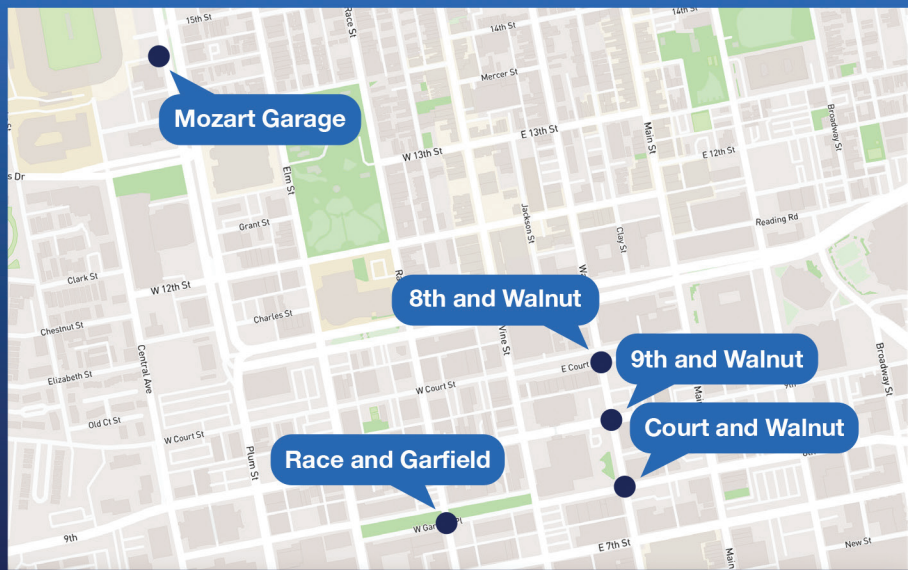 15th St
Race St
14th St
14th St
Mercer St
Mozart Garage
E 13th St
Main St
Broadway St
W 13th St
E 12th St
s Dr
Elm St
Grant St
Jackson St
Clay St
Reading Rd
Clark St
W 12th St
8th and Walnut
Chestnut St
Charles St
Vine St
E Court
9th and Walnut
Broadway St
Central Ave
Elizabeth St
W Court St
Main
Old Ct St
W Court St
Court and Walnut
Plum St
Race and Garfield
9th
E 7th St
Main
New St